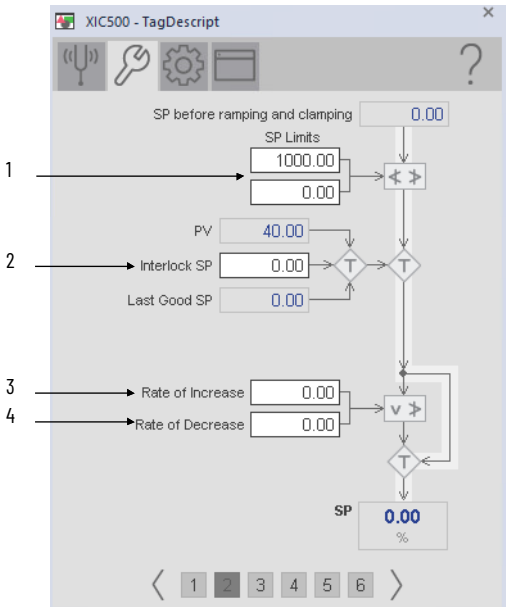 XIC500 - TagDescript ×
?
SP before ramping and clamping 0.00
SP Limits
1 1000.00
0.00
PV 40.00
T T
2 Interlock SP 0.00
Last Good SP 0.00
3 Rate of Increase 0.00
4 Rate of Decrease 0.00
v
T
SP 0.00
%
1 2 3 4 5 6